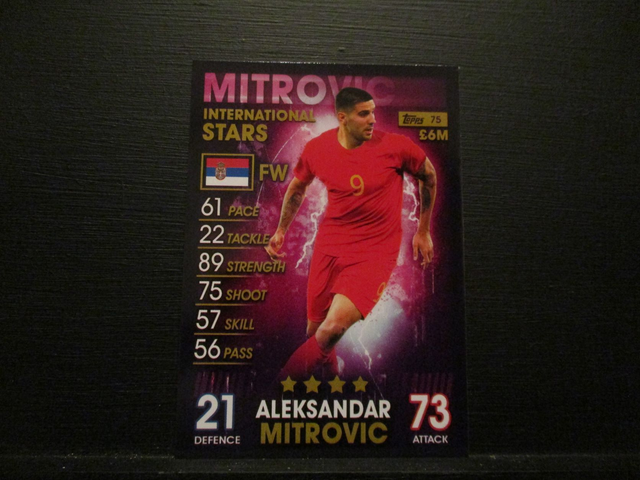 MITROVIC
INTERNATIONAL
STARS
Topps 75
£6M
FW
9
61 PACE
22 TACKLE
89 STRENGTH
75 SHOOT
57 SKILL
56 PASS
21
DEFENCE
ALEKSANDAR
MITROVIC
73
ATTACK